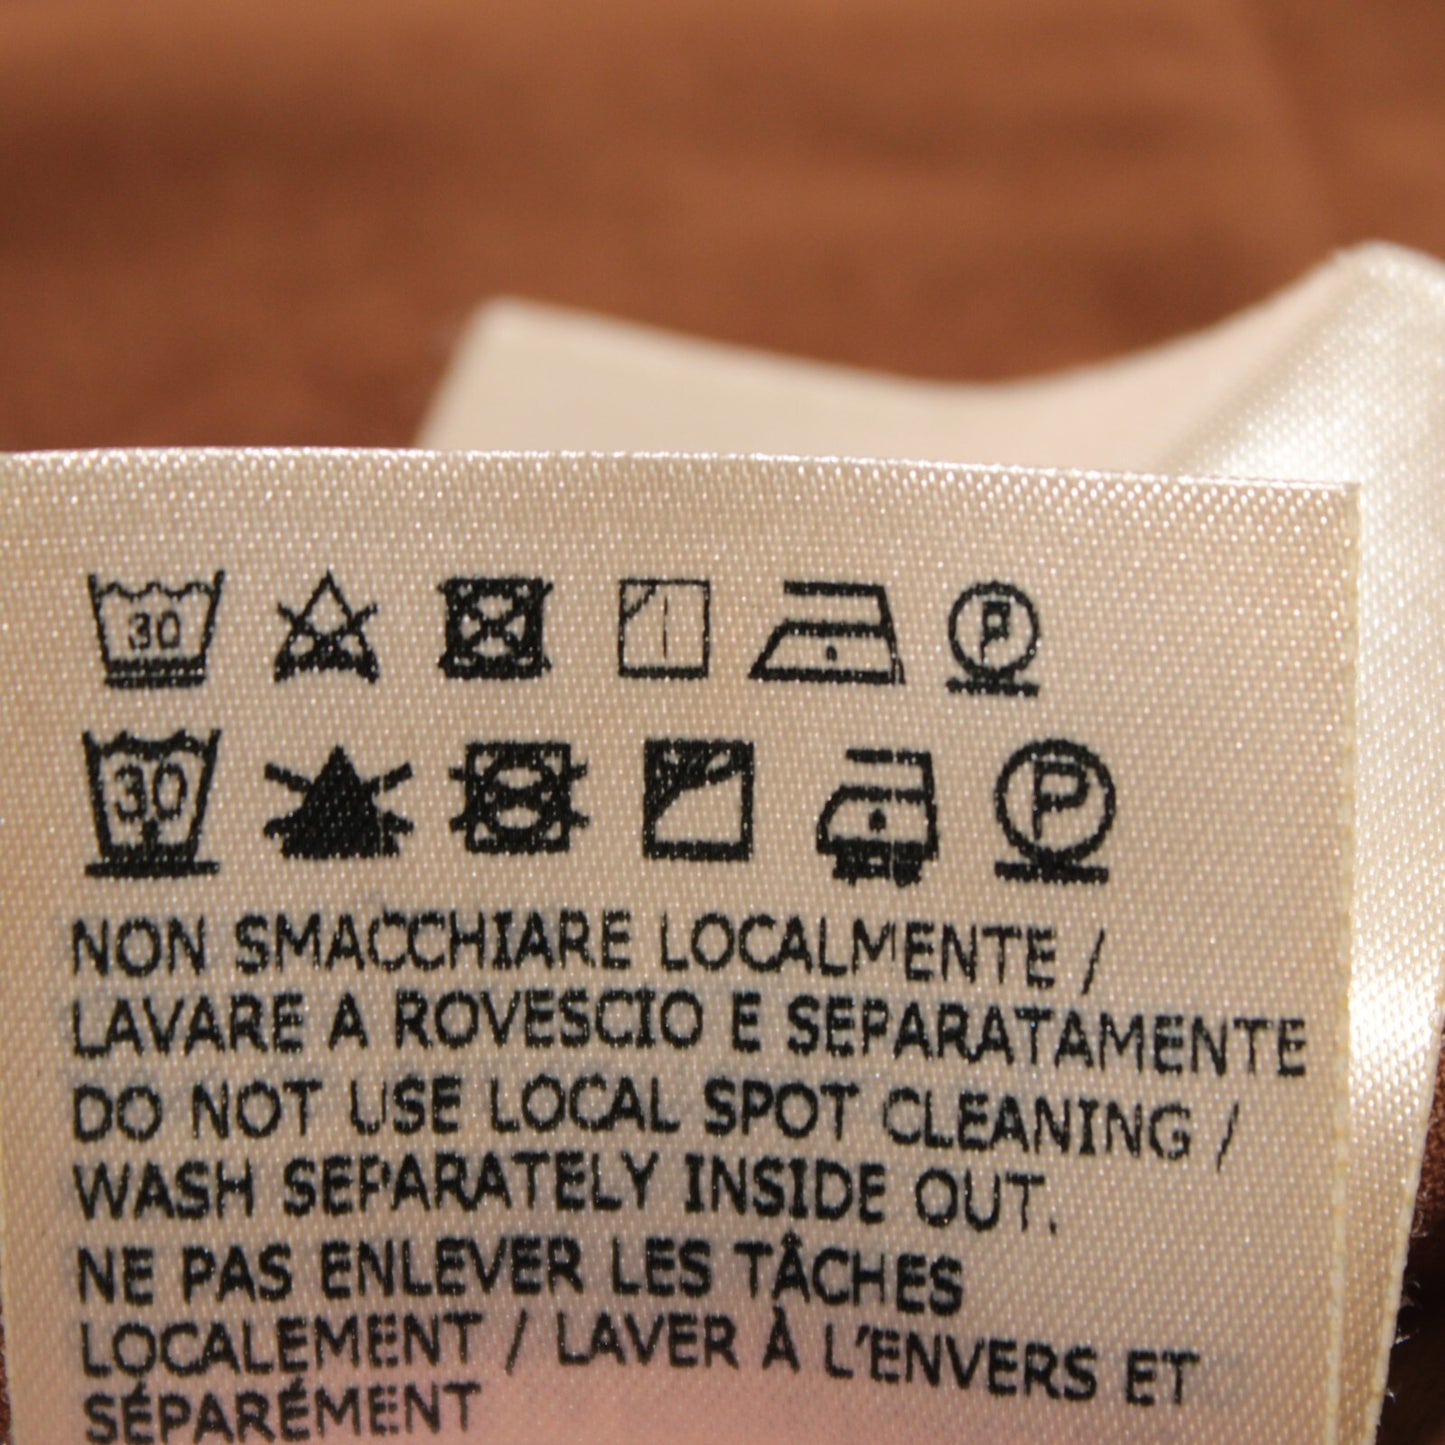 30 P
30 P
NON SMACCHIARE LOCALMENTE /
LAVARE A ROVESCIO E SEPARATAMENTE
DO NOT USE LOCAL SPOT CLEANING /
WASH SEPARATELY INSIDE OUT.
NE PAS ENLEVER LES TÂCHES
LOCALEMENT / LAVER À L'ENVERS ET
SÉPARÉMENT